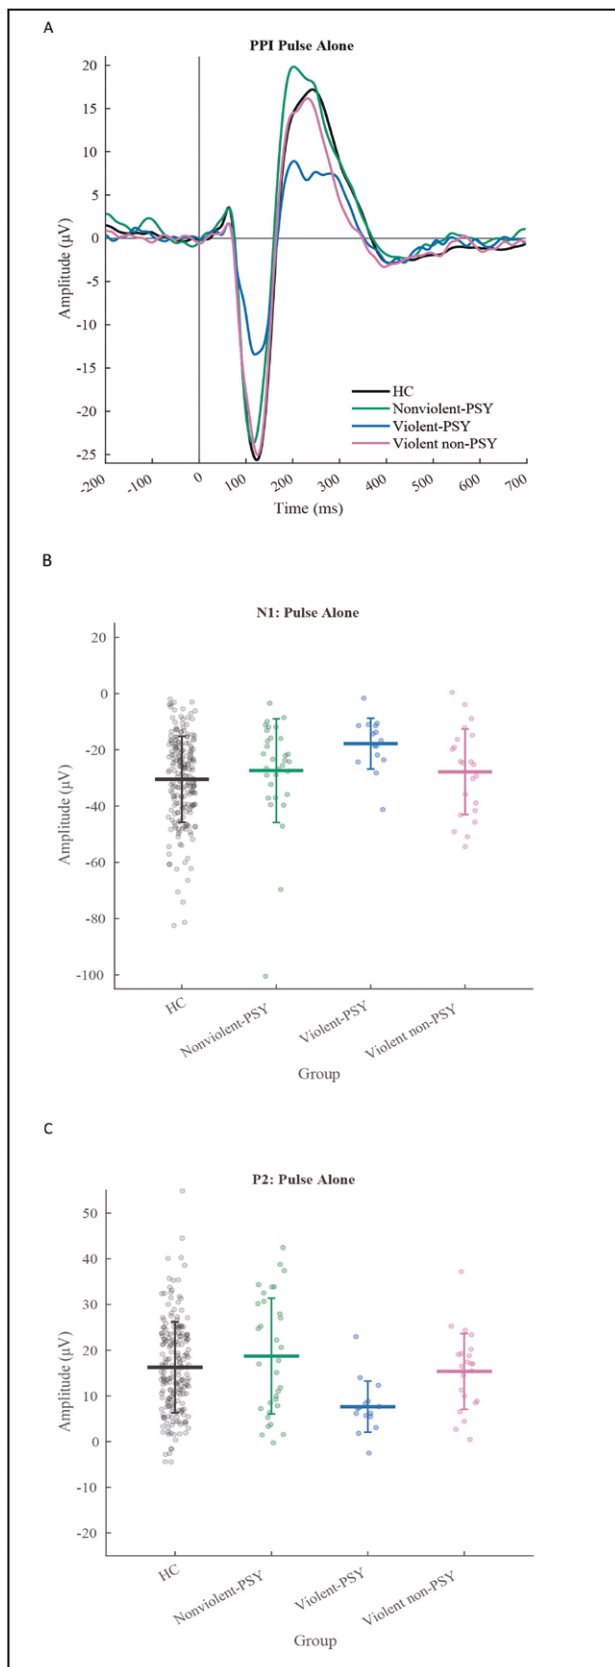 A
PPI Pulse Alone
20
15
10
5
0
-5
-10
-15
-20
-25
Amplitude (µV)
HC
Nonviolent-PSY
Violent-PSY
Violent non-PSY
-200
-100
0
100
200
300
400
500
600
700
Time (ms)
B
N1: Pulse Alone
20
0
-20
-40
-60
-80
-100
Amplitude (µV)
HC
Nonviolent-PSY
Violent-PSY
Violent non-PSY
Group
C
P2: Pulse Alone
50
40
30
20
10
0
-10
-20
Amplitude (µV)
HC
Nonviolent-PSY
Violent-PSY
Violent non-PSY
Group